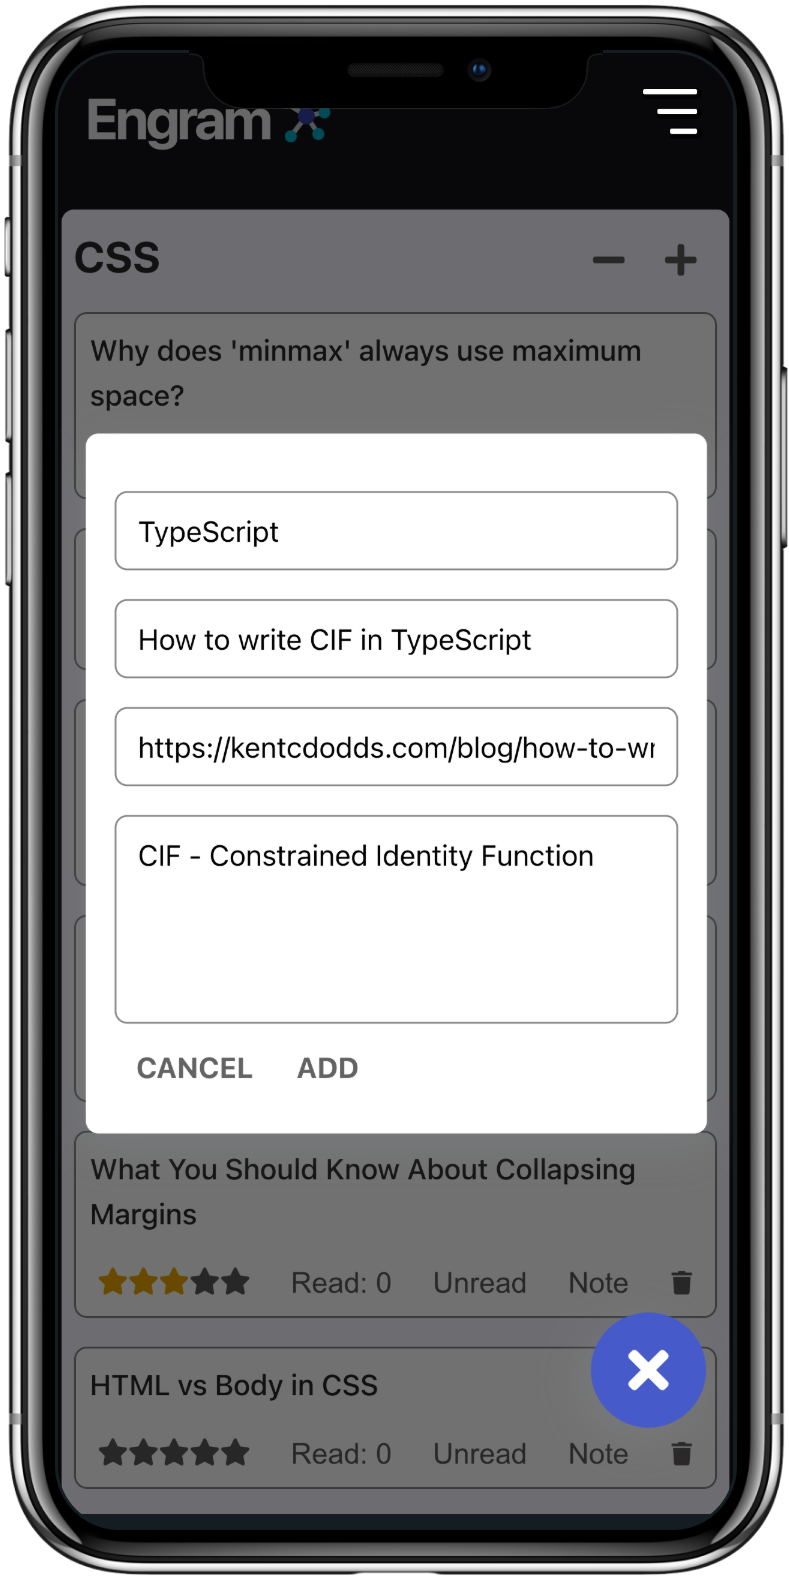 Engram
CSS
Why does 'minmax' always use maximum
space?
TypeScript
How to write CIF in TypeScript
https://kentcdodds.com/blog/how-to-wr
CIF - Constrained Identity Function
CANCEL ADD
What You Should Know About Collapsing
Margins
Read: 0 Unread Note
HTML vs Body in CSS
Read: 0 Unread Note